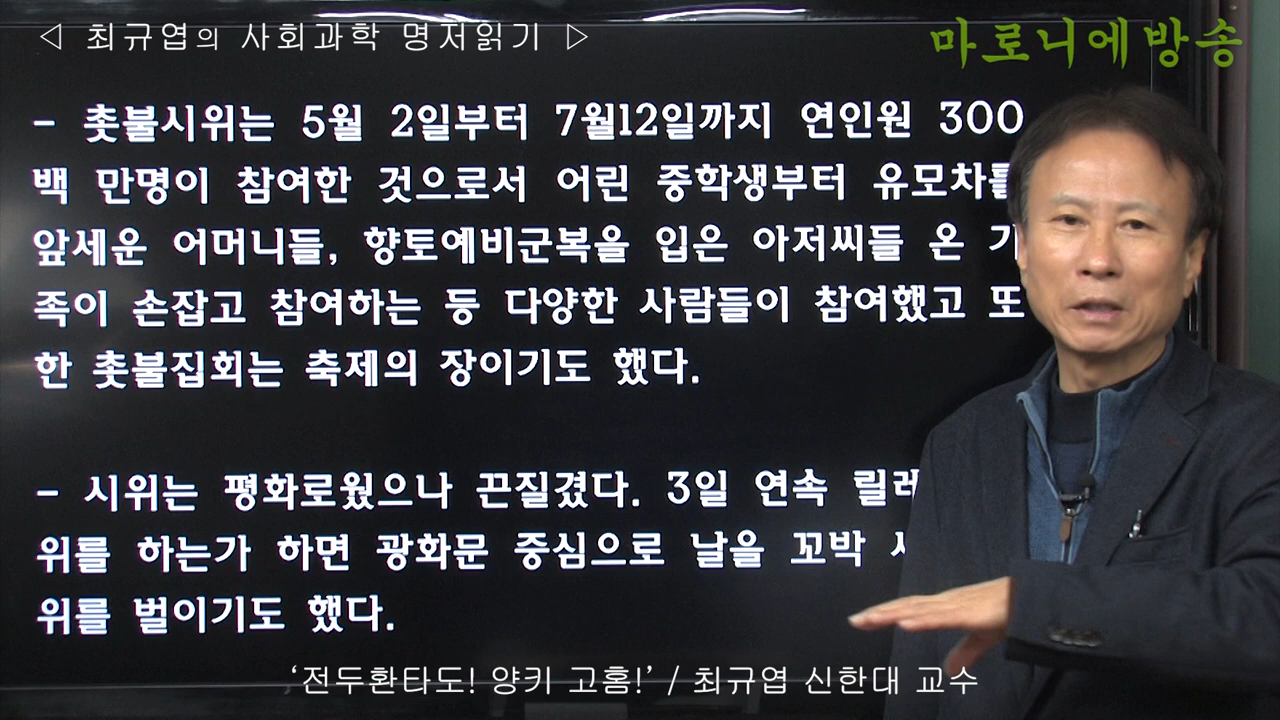 ◁ 최규엽의 사회과학 명저읽기 ▷
마로니에방송
- 촛불시위는 5월 2일부터 7월12일까지 연인원 300
백 만명이 참여한 것으로서 어린 중학생부터 유모차를
앞세운 어머니들, 향토예비군복을 입은 아저씨들 온 가
족이 손잡고 참여하는 등 다양한 사람들이 참여했고 또
한 촛불집회는 축제의 장이기도 했다.
- 시위는 평화로웠으나 끈질겼다. 3일 연속 릴레
위를 하는가 하면 광화문 중심으로 날을 꼬박
위를 벌이기도 했다.
‘전두환타도! 양키 고홈!’ / 최규엽 신한대 교수